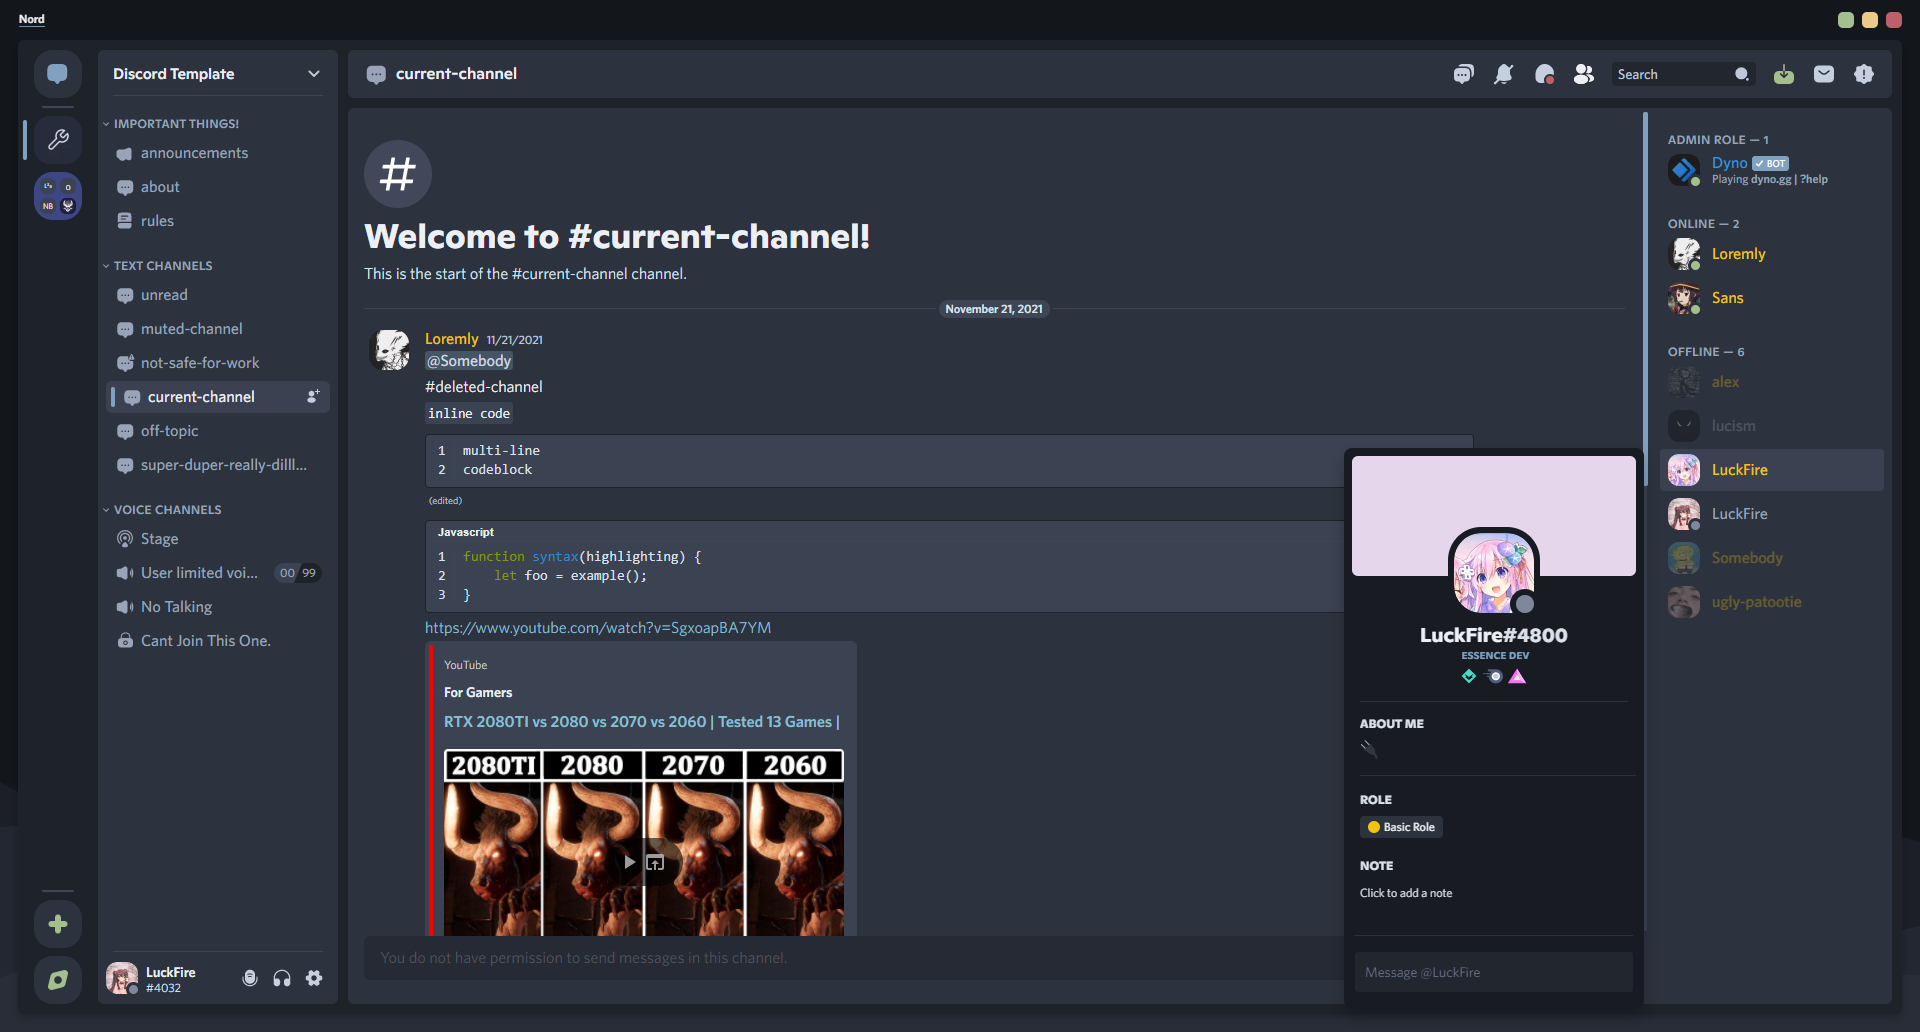 Nord
Discord Template
IMPORTANT THINGS!
announcements
about
rules
TEXT CHANNELS
unread
muted-channel
not-safe-for-work
current-channel
off-topic
super-duper-really-dilll...
VOICE CHANNELS
Stage
User limited voi... 00 99
No Talking
Cant Join This One.
NB
LuckFire
#4032
current-channel
Search
Welcome to #current-channel!
This is the start of the #current-channel channel.
November 21, 2021
Loremly 11/21/2021
@Somebody
#deleted-channel
inline code
1 multi-line
2 codeblock
(edited)
Javascript
1 function syntax(highlighting) {
2 let foo = example();
3 }
https://www.youtube.com/watch?v=SgxoapBA7YM
YouTube
For Gamers
RTX 2080TI vs 2080 vs 2070 vs 2060 | Tested 13 Games |
2080TI 2080 2070 2060
You do not have permission to send messages in this channel.
LuckFire#4800
ESSENCE DEV
ABOUT ME
ROLE
Basic Role
NOTE
Click to add a note
Message @LuckFire
ADMIN ROLE — 1
Dyno BOT
Playing dyno.gg | ?help
ONLINE — 2
Loremly
Sans
OFFLINE — 6
alex
lucism
LuckFire
LuckFire
Somebody
ugly-patootie